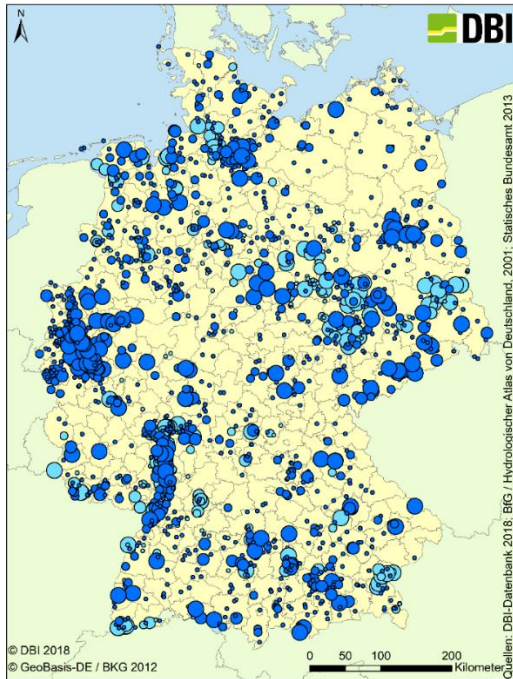 N
DBI
Quellen: DBI-Datenbank 2018; BfG / Hydrologischer Atlas von Deutschland, 2001; Statisches Bundesamt 2013
© DBI 2018
© GeoBasis-DE / BKG 2012
0 50 100 200
Kilometer